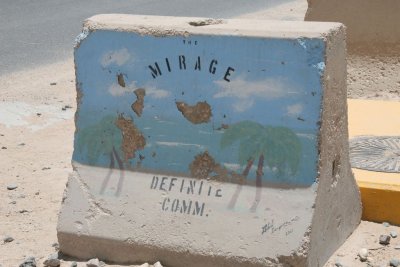 THE
MIRAGE
DEFINITE
COMM.